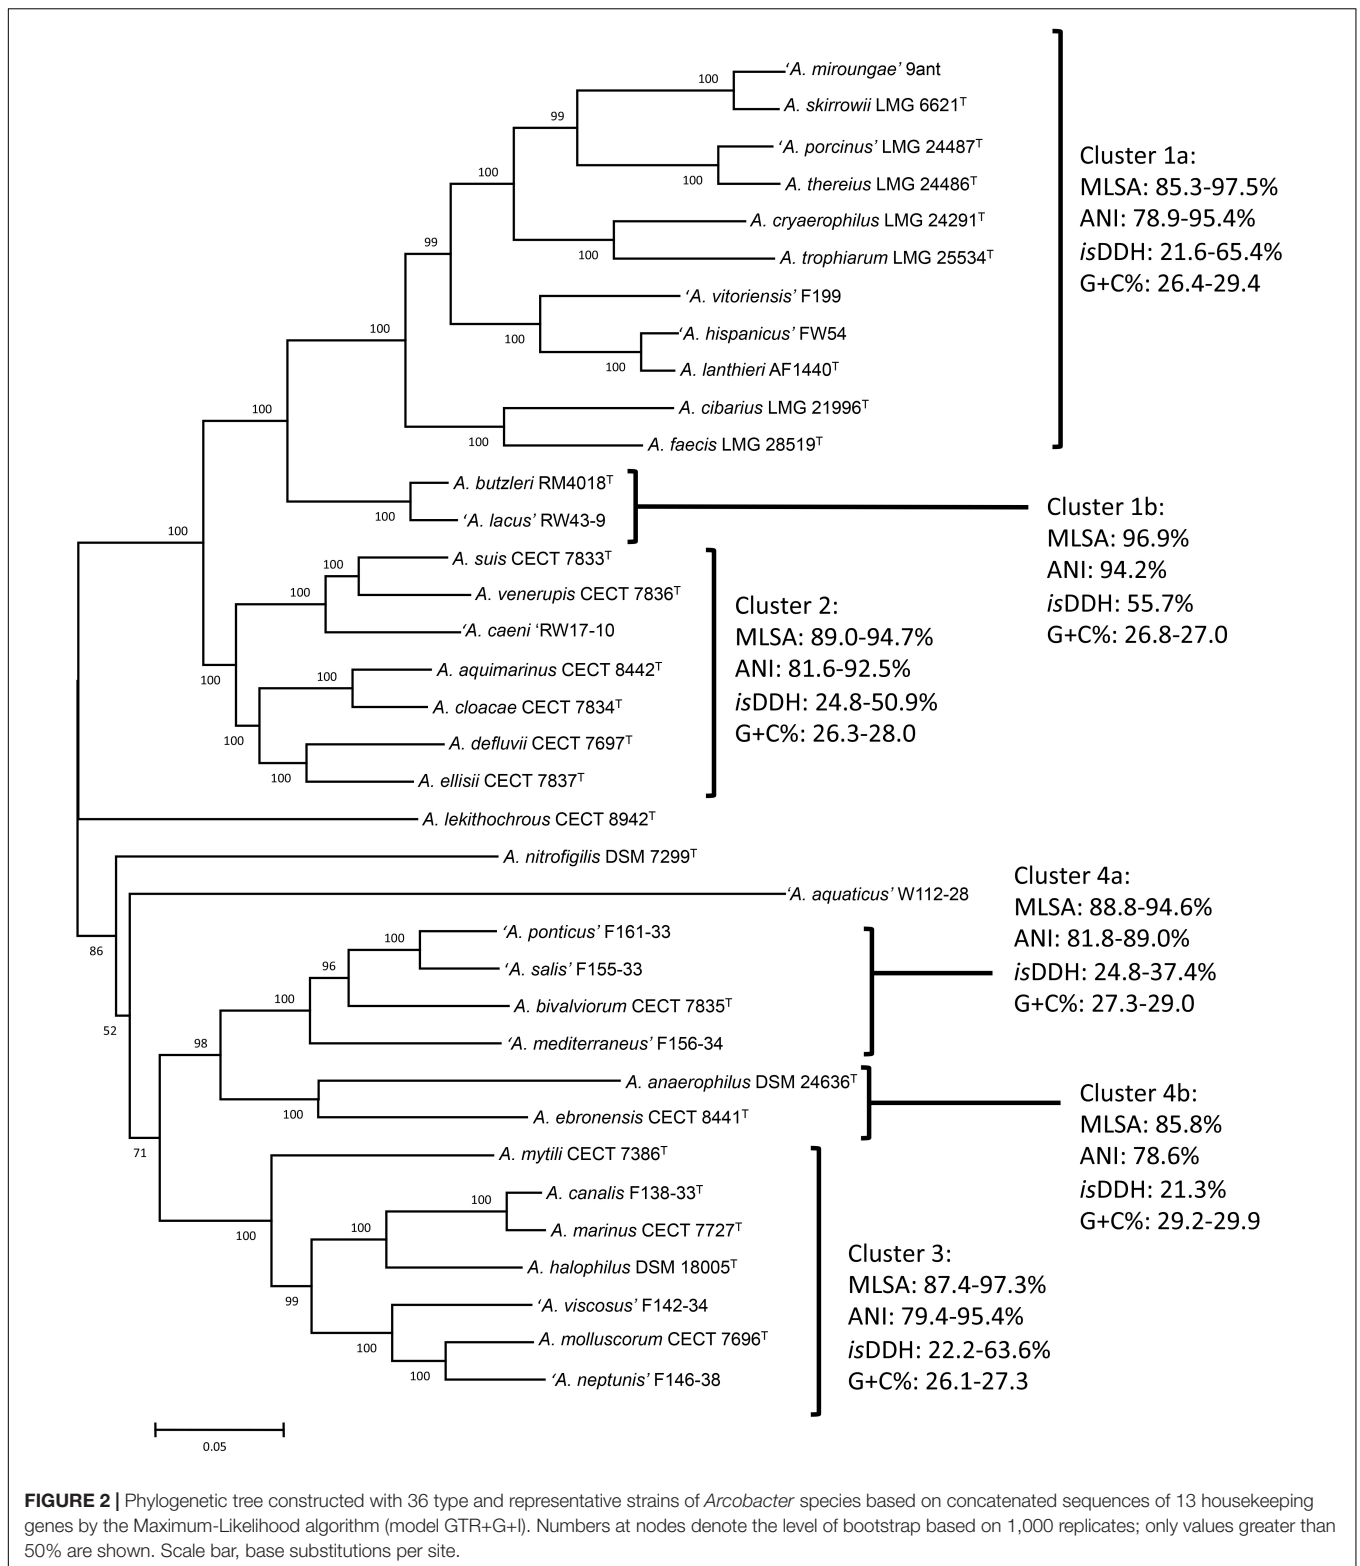 100
'A. miroungae' 9ant
A. skirrowii LMG 6621T
99
'A. porcinus' LMG 24487T
100
A. thereius LMG 24486T
100
A. cryaerophilus LMG 24291T
100
A. trophiarum LMG 25534T
99
'A. vitoriensis' F199
100
'A. hispanicus' FW54
100
A. lanthieri AF1440T
100
A. cibarius LMG 21996T
100
A. faecis LMG 28519T
Cluster 1a:
MLSA: 85.3-97.5%
ANI: 78.9-95.4%
isDDH: 21.6-65.4%
G+C%: 26.4-29.4
100
A. butzleri RM4018T
100
'A. lacus' RW43-9
Cluster 1b:
MLSA: 96.9%
ANI: 94.2%
isDDH: 55.7%
G+C%: 26.8-27.0
100
100
A. suis CECT 7833T
100
A. venerupis CECT 7836T
'A. caeni 'RW17-10
100
100
A. aquimarinus CECT 8442T
A. cloacae CECT 7834T
100
A. defluvii CECT 7697T
100
A. ellisii CECT 7837T
Cluster 2:
MLSA: 89.0-94.7%
ANI: 81.6-92.5%
isDDH: 24.8-50.9%
G+C%: 26.3-28.0
A. lekithochrous CECT 8942T
A. nitrofigilis DSM 7299T
86
'A. aquaticus' W112-28
52
100
'A. ponticus' F161-33
96
'A. salis' F155-33
100
A. bivalviorum CECT 7835T
98
'A. mediterraneus' F156-34
Cluster 4a:
MLSA: 88.8-94.6%
ANI: 81.8-89.0%
isDDH: 24.8-37.4%
G+C%: 27.3-29.0
A. anaerophilus DSM 24636T
100
A. ebronensis CECT 8441T
Cluster 4b:
MLSA: 85.8%
ANI: 78.6%
isDDH: 21.3%
G+C%: 29.2-29.9
71
A. mytili CECT 7386T
100
100
A. canalis F138-33T
100
A. marinus CECT 7727T
A. halophilus DSM 18005T
99
'A. viscosus' F142-34
100
A. molluscorum CECT 7696T
100
'A. neptunis' F146-38
Cluster 3:
MLSA: 87.4-97.3%
ANI: 79.4-95.4%
isDDH: 22.2-63.6%
G+C%: 26.1-27.3
0.05
FIGURE 2 | Phylogenetic tree constructed with 36 type and representative strains of Arcobacter species based on concatenated sequences of 13 housekeeping
genes by the Maximum-Likelihood algorithm (model GTR+G+I). Numbers at nodes denote the level of bootstrap based on 1,000 replicates; only values greater than
50% are shown. Scale bar, base substitutions per site.